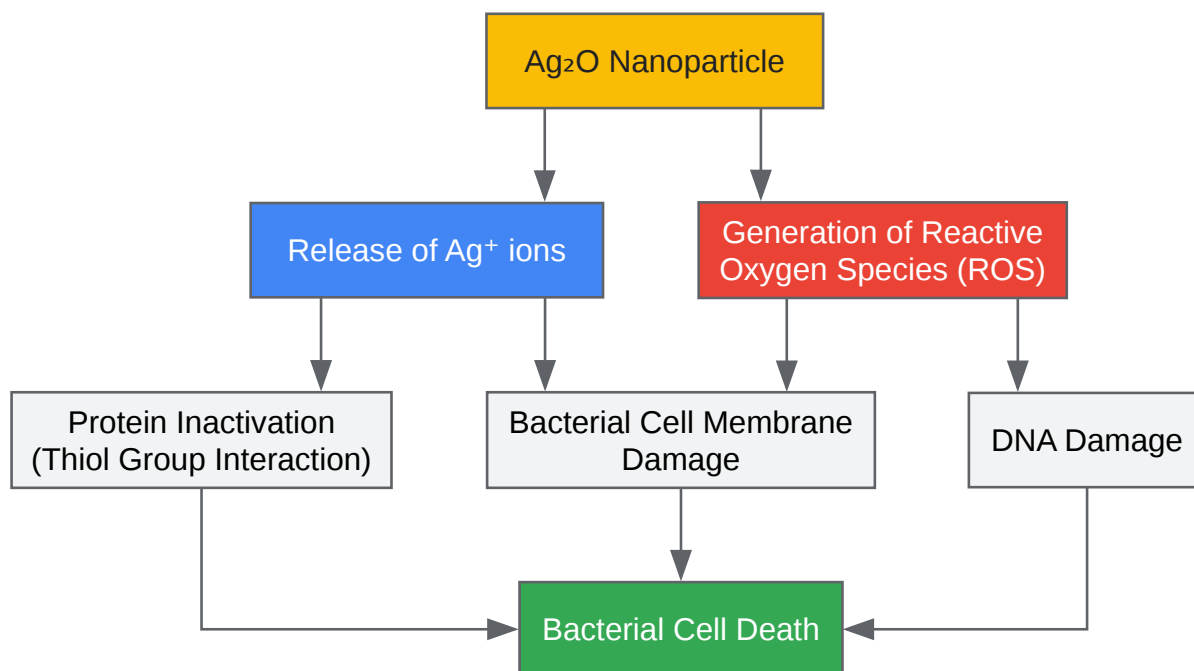 Ag₂O Nanoparticle
Release of Ag⁺ ions
Generation of Reactive
Oxygen Species (ROS)
Protein Inactivation
(Thiol Group Interaction)
Bacterial Cell Membrane
Damage
DNA Damage
Bacterial Cell Death